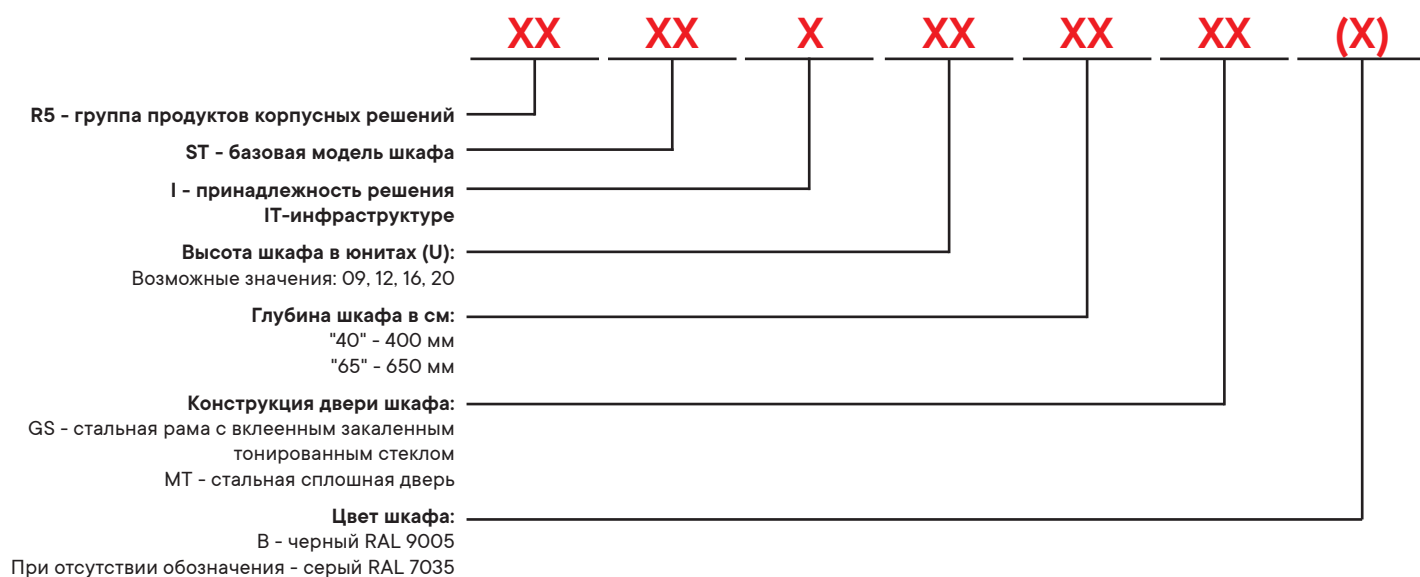 XX XX X XX XX XX (X)
R5 - группа продуктов корпусных решений
ST - базовая модель шкафа
I - принадлежность решения
IT-инфраструктуре
Высота шкафа в юнитах (U):
Возможные значения: 09, 12, 16, 20
Глубина шкафа в см:
"40" - 400 мм
"65" - 650 мм
Конструкция двери шкафа:
GS - стальная рама с вклеенным закаленным
тонированным стеклом
MT - стальная сплошная дверь
Цвет шкафа:
B - черный RAL 9005
При отсутствии обозначения - серый RAL 7035